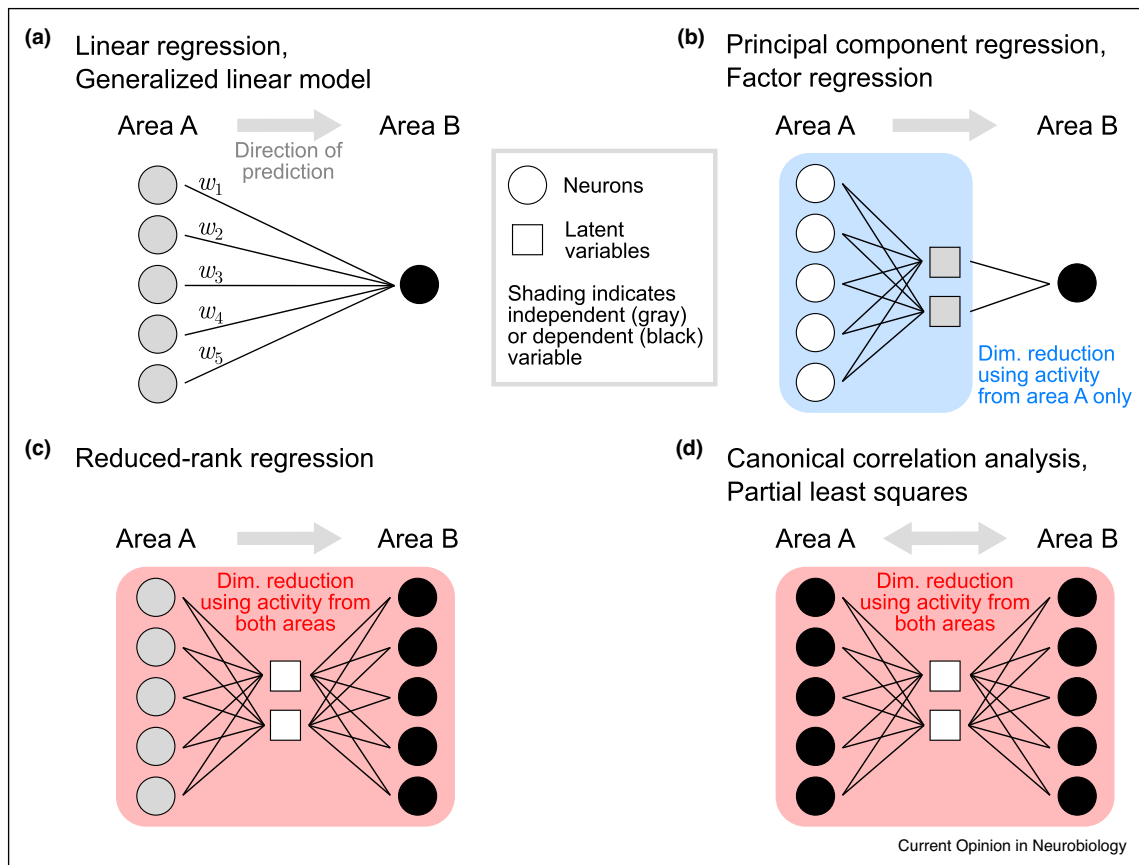 (a)
Linear regression,
Generalized linear model
Area A
Area B
Direction of
prediction
w1
w2
w3
w4
w5
Neurons
Latent
variables
Shading indicates
independent (gray)
or dependent (black)
variable
(b)
Principal component regression,
Factor regression
Area A
Area B
Dim. reduction
using activity
from area A only
(c)
Reduced-rank regression
Area A
Area B
Dim. reduction
using activity from
both areas
(d)
Canonical correlation analysis,
Partial least squares
Area A
Area B
Dim. reduction
using activity from
both areas
Current Opinion in Neurobiology